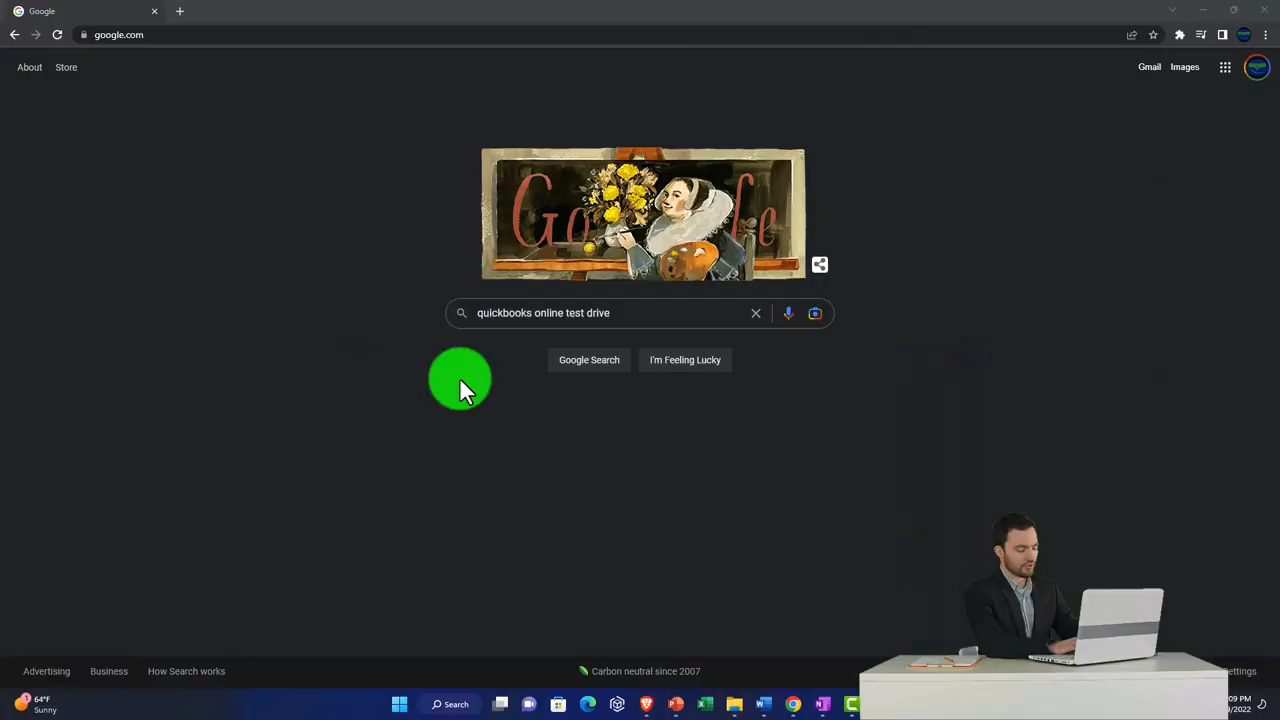 Google
google.com
About
Store
Gmail
Images
quickbooks online test drive
Google Search
I'm Feeling Lucky
Advertising
Business
How Search works
Carbon neutral since 2007
64°F
Sunny
Search